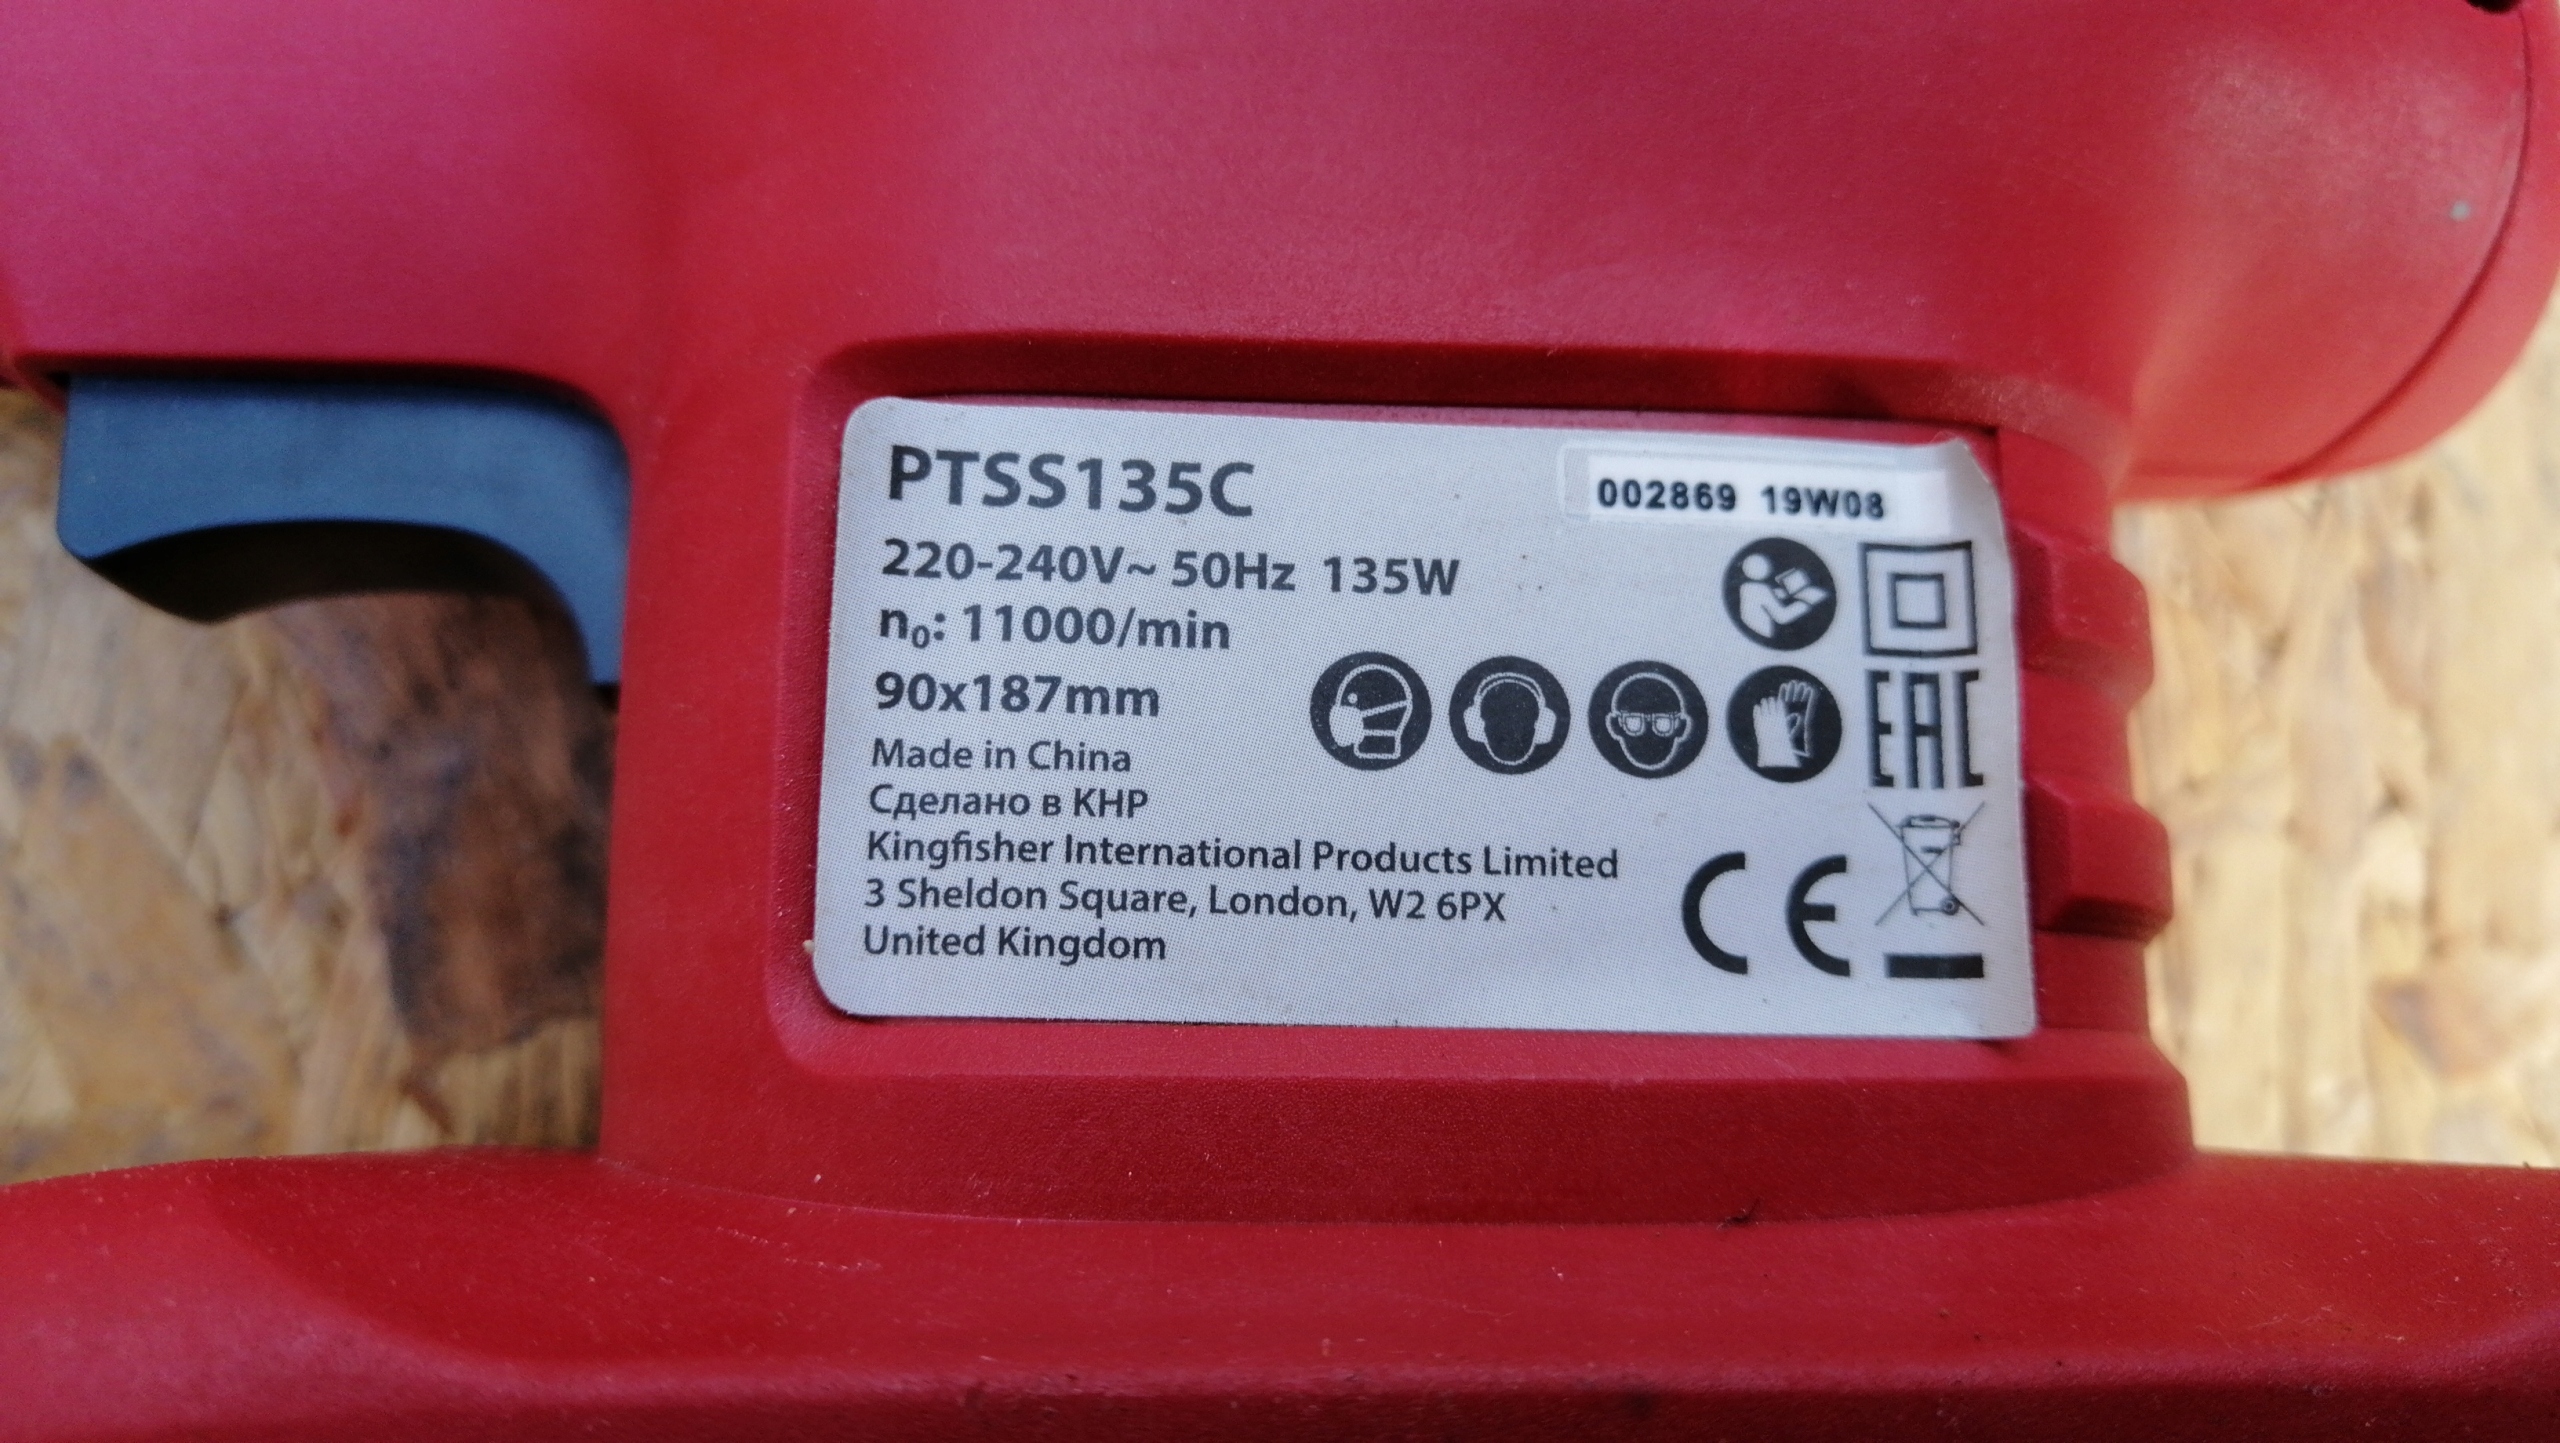 PTSS135C
002869 19W08
220-240V~ 50Hz 135W
n₀: 11000/min
90x187mm
Made in China
Сделано в КНР
Kingfisher International Products Limited
3 Sheldon Square, London, W2 6PX
United Kingdom
EAC
CE